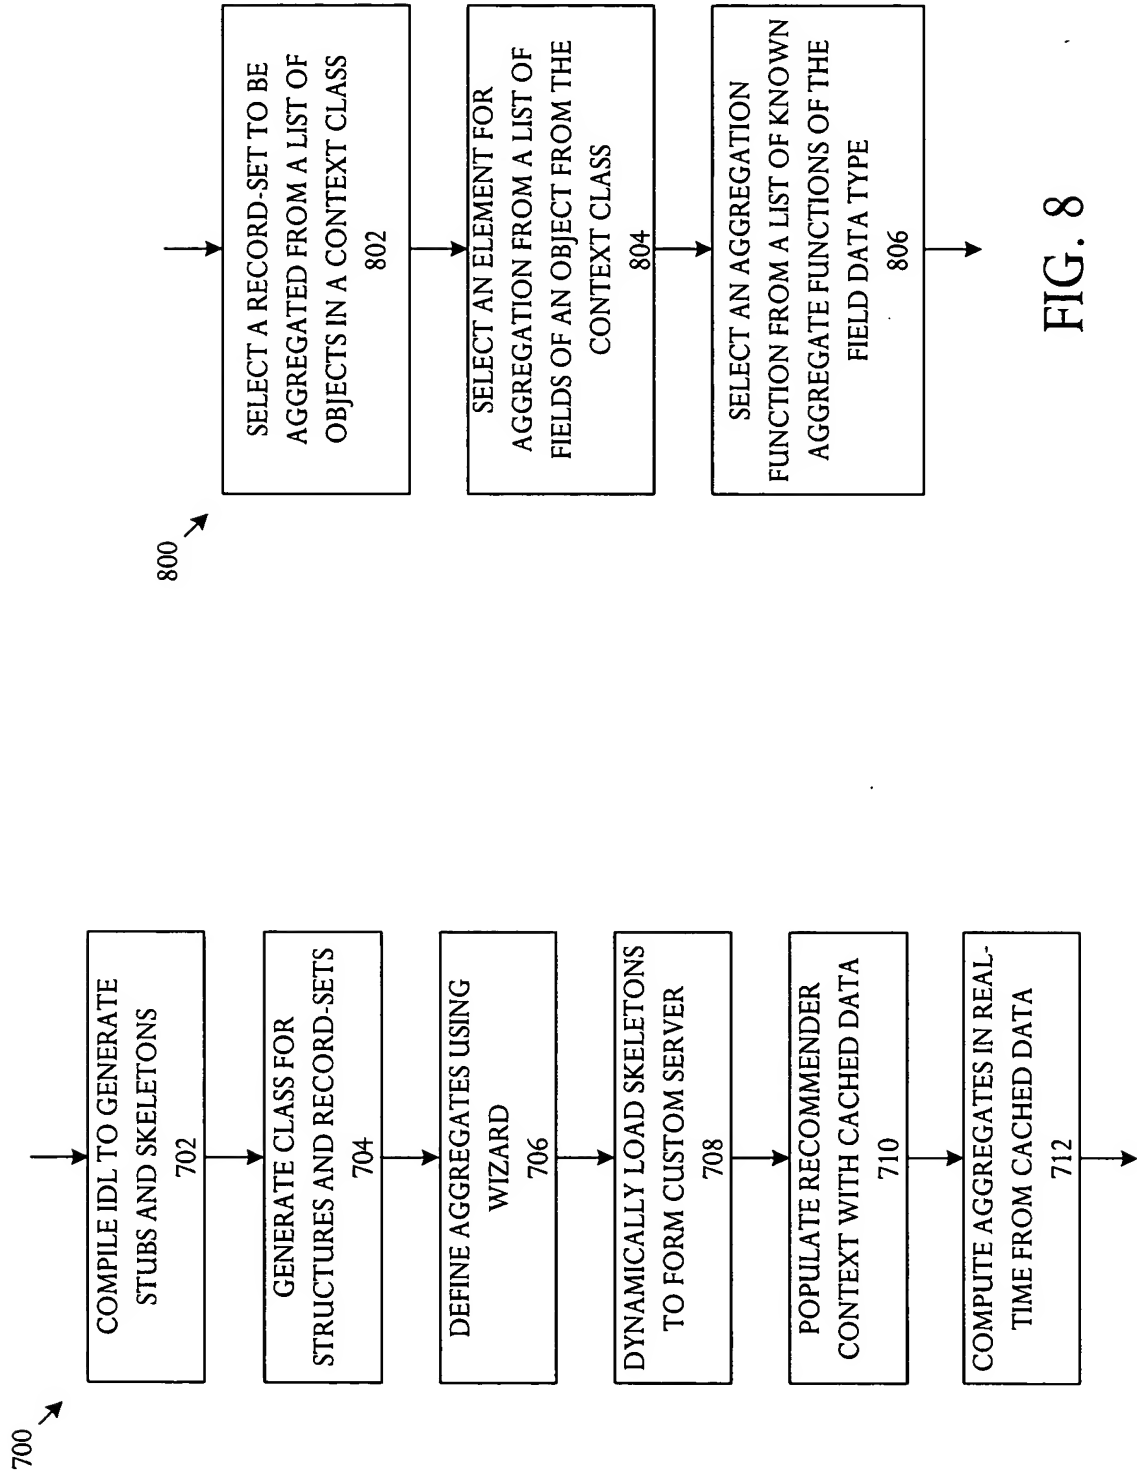 700
COMPILE IDL TO GENERATE
STUBS AND SKELETONS
702
GENERATE CLASS FOR
STRUCTURES AND RECORD-SETS
704
DEFINE AGGREGATES USING
WIZARD
706
DYNAMICALLY LOAD SKELETONS
TO FORM CUSTOM SERVER
708
POPULATE RECOMMENDER
CONTEXT WITH CACHED DATA
710
COMPUTE AGGREGATES IN REAL-
TIME FROM CACHED DATA
712
800
SELECT A RECORD-SET TO BE
AGGREGATED FROM A LIST OF
OBJECTS IN A CONTEXT CLASS
802
SELECT AN ELEMENT FOR
AGGREGATION FROM A LIST OF
FIELDS OF AN OBJECT FROM THE
CONTEXT CLASS
804
SELECT AN AGGREGATION
FUNCTION FROM A LIST OF KNOWN
AGGREGATE FUNCTIONS OF THE
FIELD DATA TYPE
806
FIG. 8